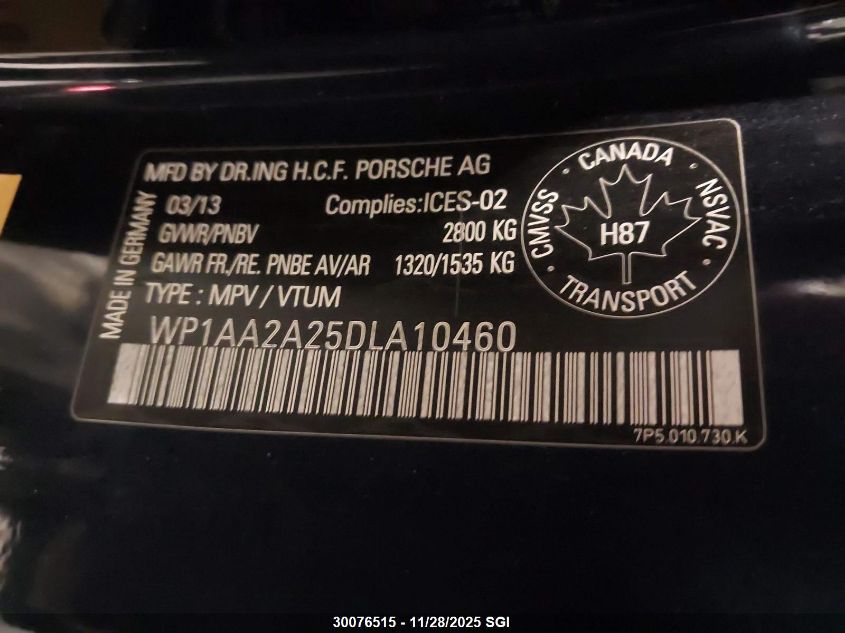 MFD BY DR.ING H.C.F. PORSCHE AG
03/13 Complies:ICES-02
GVWR/PNBV 2800 KG
GAWR FR./RE. PNBE AV/AR 1320/1535 KG
TYPE : MPV / VTUM
WP1AA2A25DLA10460
MADE IN GERMANY
CANADA
CMVSS
NSVAC
H87
TRANSPORT
7P5.010.730.K
30076515 - 11/28/2025 SGI